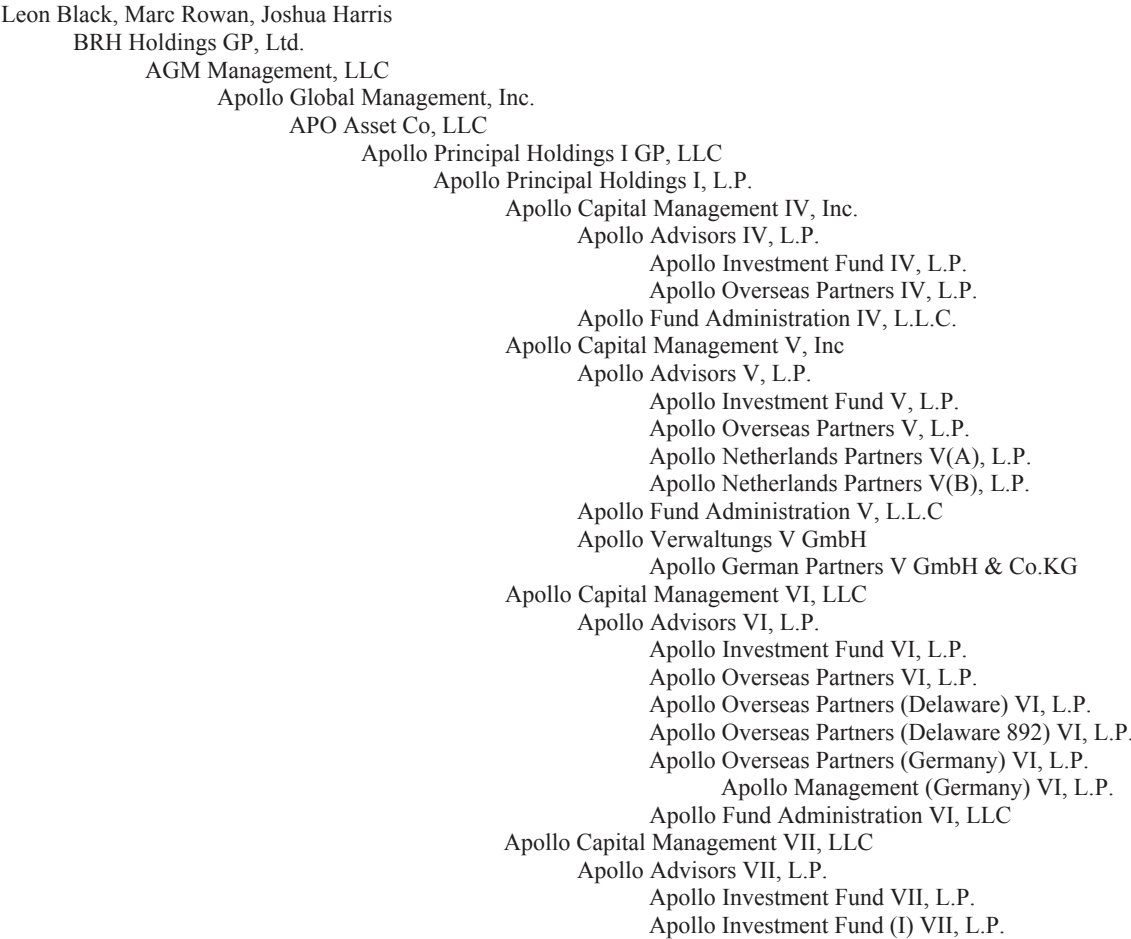 Leon Black, Marc Rowan, Joshua Harris
BRH Holdings GP, Ltd.
AGM Management, LLC
Apollo Global Management, Inc.
APO Asset Co, LLC
Apollo Principal Holdings I GP, LLC
Apollo Principal Holdings I, L.P.
Apollo Capital Management IV, Inc.
Apollo Advisors IV, L.P.
Apollo Investment Fund IV, L.P.
Apollo Overseas Partners IV, L.P.
Apollo Fund Administration IV, L.L.C.
Apollo Capital Management V, Inc
Apollo Advisors V, L.P.
Apollo Investment Fund V, L.P.
Apollo Overseas Partners V, L.P.
Apollo Netherlands Partners V(A), L.P.
Apollo Netherlands Partners V(B), L.P.
Apollo Fund Administration V, L.L.C
Apollo Verwaltungs V GmbH
Apollo German Partners V GmbH & Co.KG
Apollo Capital Management VI, LLC
Apollo Advisors VI, L.P.
Apollo Investment Fund VI, L.P.
Apollo Overseas Partners VI, L.P.
Apollo Overseas Partners (Delaware) VI, L.P.
Apollo Overseas Partners (Delaware 892) VI, L.P.
Apollo Overseas Partners (Germany) VI, L.P.
Apollo Management (Germany) VI, L.P.
Apollo Fund Administration VI, LLC
Apollo Capital Management VII, LLC
Apollo Advisors VII, L.P.
Apollo Investment Fund VII, L.P.
Apollo Investment Fund (I) VII, L.P.